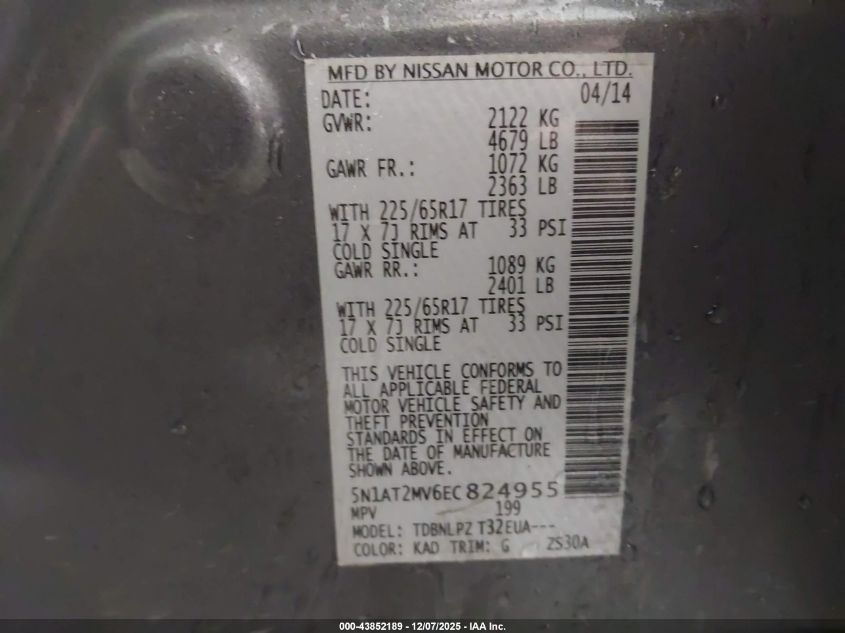 MFD BY NISSAN MOTOR CO., LTD.
DATE: 04/14
GVWR: 2122 KG
4679 LB
GAWR FR.: 1072 KG
2363 LB
WITH 225/65R17 TIRES
17 X 7J RIMS AT 33 PSI
COLD SINGLE
GAWR RR.: 1089 KG
2401 LB
WITH 225/65R17 TIRES
17 X 7J RIMS AT 33 PSI
COLD SINGLE
THIS VEHICLE CONFORMS TO
ALL APPLICABLE FEDERAL
MOTOR VEHICLE SAFETY AND
THEFT PREVENTION
STANDARDS IN EFFECT ON
THE DATE OF MANUFACTURE
SHOWN ABOVE.
5N1AT2MV6EC824955
MPV 199
MODEL: TDBNLPZ T32EUA---
COLOR: KAD TRIM: G ZS30A
000-43852189 - 12/07/2025 - IAA Inc.